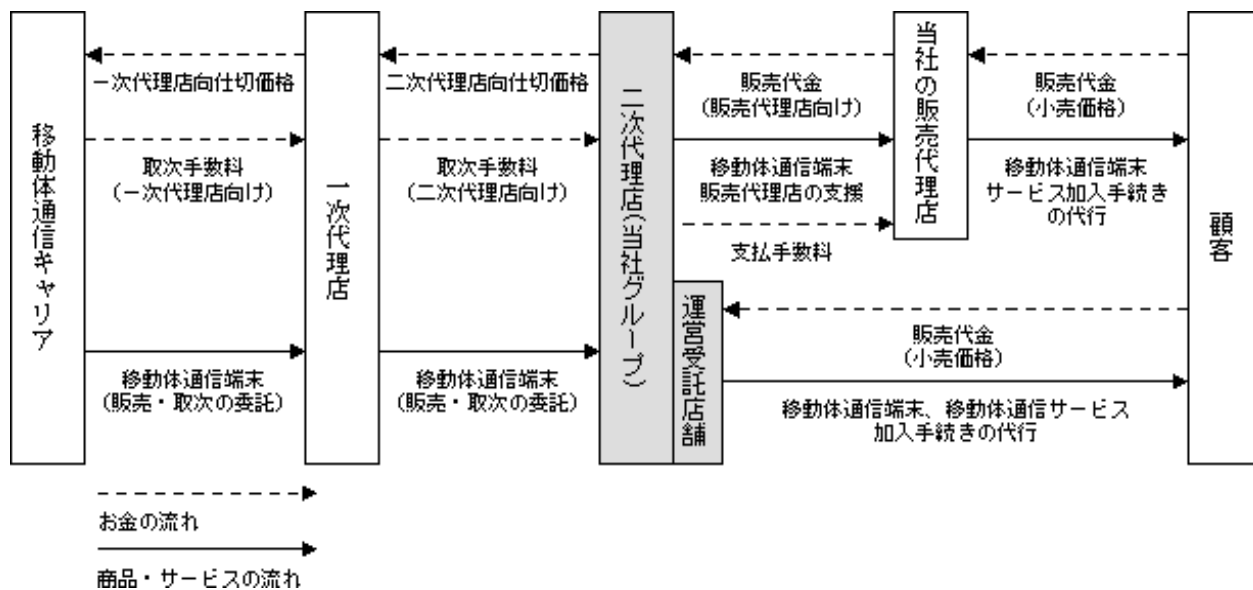 移動体通信キャリア
一次代理店向仕切価格
取次手数料
(一次代理店向け)
移動体通信端末
(販売・取次の委託)
一次代理店
二次代理店向仕切価格
取次手数料
(二次代理店向け)
移動体通信端末
(販売・取次の委託)
二次代理店(当社グループ)
運営受託店舗
販売代金
(販売代理店向け)
移動体通信端末
販売代理店の支援
支払手数料
当社の販売代理店
販売代金
(小売価格)
移動体通信端末
サービス加入手続き
の代行
販売代金
(小売価格)
移動体通信端末、移動体通信サービス
加入手続きの代行
顧客
お金の流れ
商品・サービスの流れ